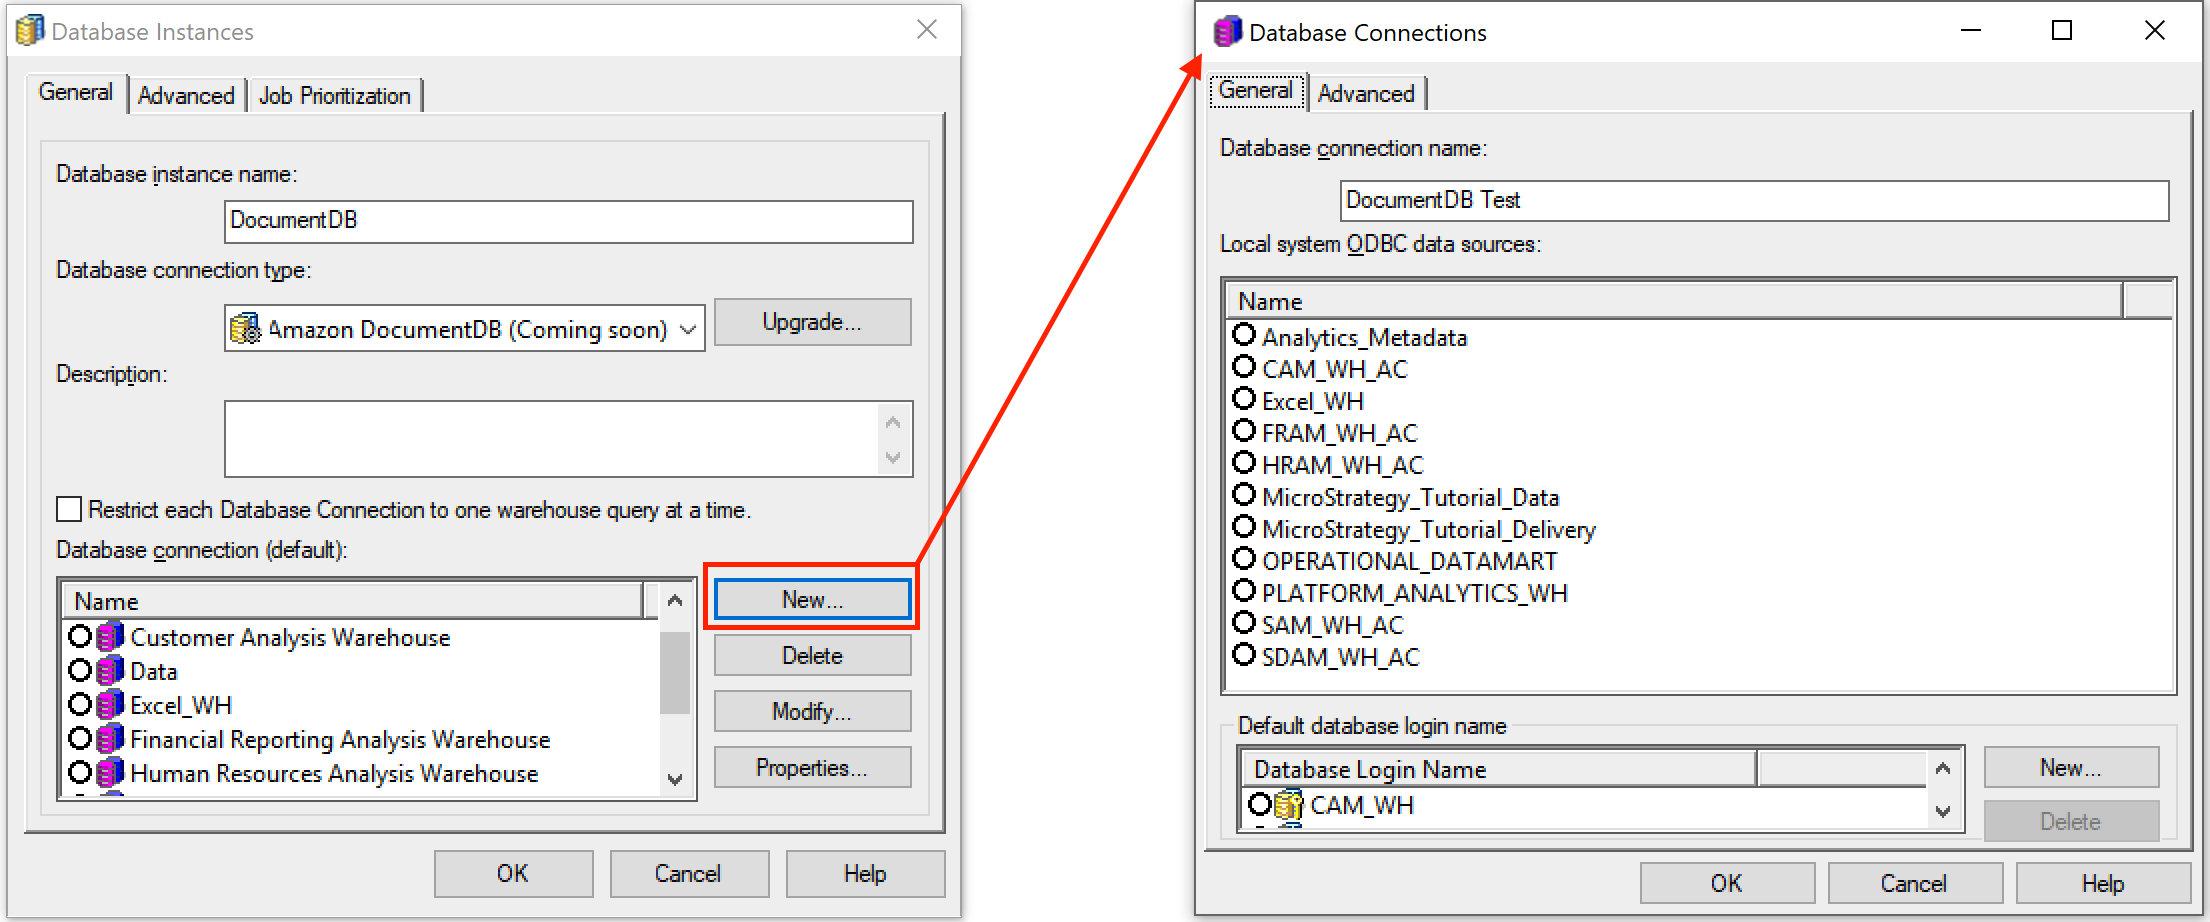 Database Instances
General
Advanced
Job Prioritization
Database instance name:
DocumentDB
Database connection type:
Amazon DocumentDB (Coming soon)
Upgrade...
Description:
Restrict each Database Connection to one warehouse query at a time.
Database connection (default):
Name
Customer Analysis Warehouse
Data
Excel_WH
Financial Reporting Analysis Warehouse
Human Resources Analysis Warehouse
New...
Delete
Modify...
Properties...
OK
Cancel
Help
Database Connections
General
Advanced
Database connection name:
DocumentDB Test
Local system ODBC data sources:
Name
Analytics_Metadata
CAM_WH_AC
Excel_WH
FRAM_WH_AC
HRAM_WH_AC
MicroStrategy_Tutorial_Data
MicroStrategy_Tutorial_Delivery
OPERATIONAL_DATAMART
PLATFORM_ANALYTICS_WH
SAM_WH_AC
SDAM_WH_AC
Default database login name
Database Login Name
CAM_WH
New...
Delete
OK
Cancel
Help